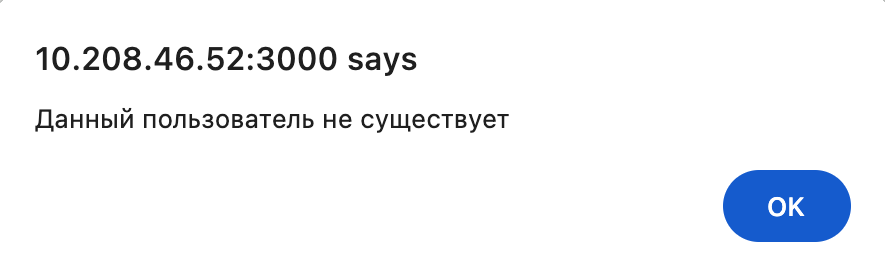 10.208.46.52:3000 says
Данный пользователь не существует
OK